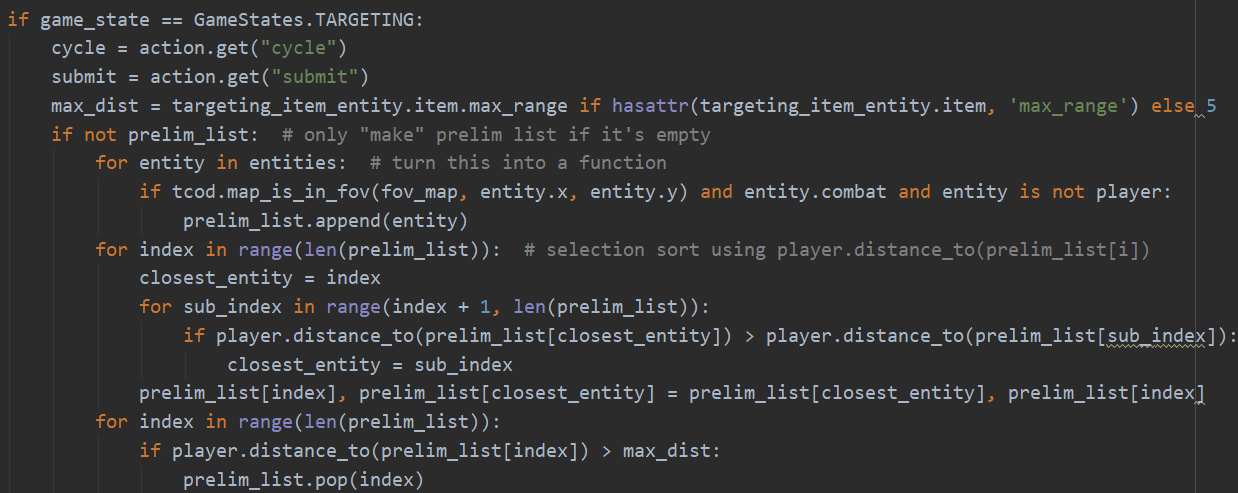 if game_state == GameStates.TARGETING:
    cycle = action.get("cycle")
    submit = action.get("submit")
    max_dist = targeting_item_entity.item.max_range if hasattr(targeting_item_entity.item, 'max_range') else 5
    if not prelim_list:  # only "make" prelim list if it's empty
        for entity in entities:  # turn this into a function
            if tcod.map_is_in_fov(fov_map, entity.x, entity.y) and entity.combat and entity is not player:
                prelim_list.append(entity)
        for index in range(len(prelim_list)):  # selection sort using player.distance_to(prelim_list[i])
            closest_entity = index
            for sub_index in range(index + 1, len(prelim_list)):
                if player.distance_to(prelim_list[closest_entity]) > player.distance_to(prelim_list[sub_index]):
                    closest_entity = sub_index
            prelim_list[index], prelim_list[closest_entity] = prelim_list[closest_entity], prelim_list[index]
        for index in range(len(prelim_list)):
            if player.distance_to(prelim_list[index]) > max_dist:
                prelim_list.pop(index)